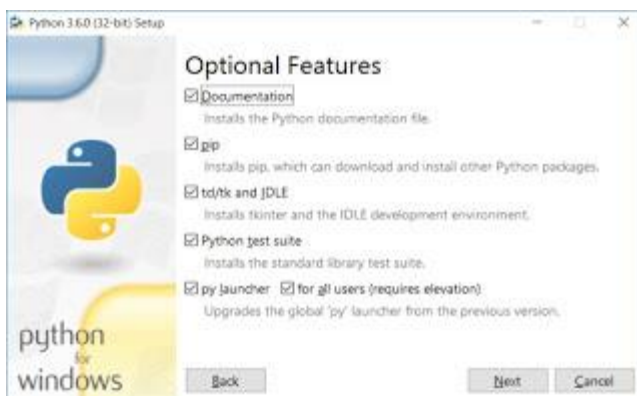 Python 3.6.0 (32-bit) Setup
Optional Features
Documentation
Installs the Python documentation file.
pip
Installs pip, which can download and install other Python packages.
td/tk and IDLE
Installs tkinter and the IDLE development environment.
Python test suite
Installs the standard library test suite.
py launcher for all users (requires elevation)
Upgrades the global 'py' launcher from the previous version.
python
for
windows
Back Next Cancel